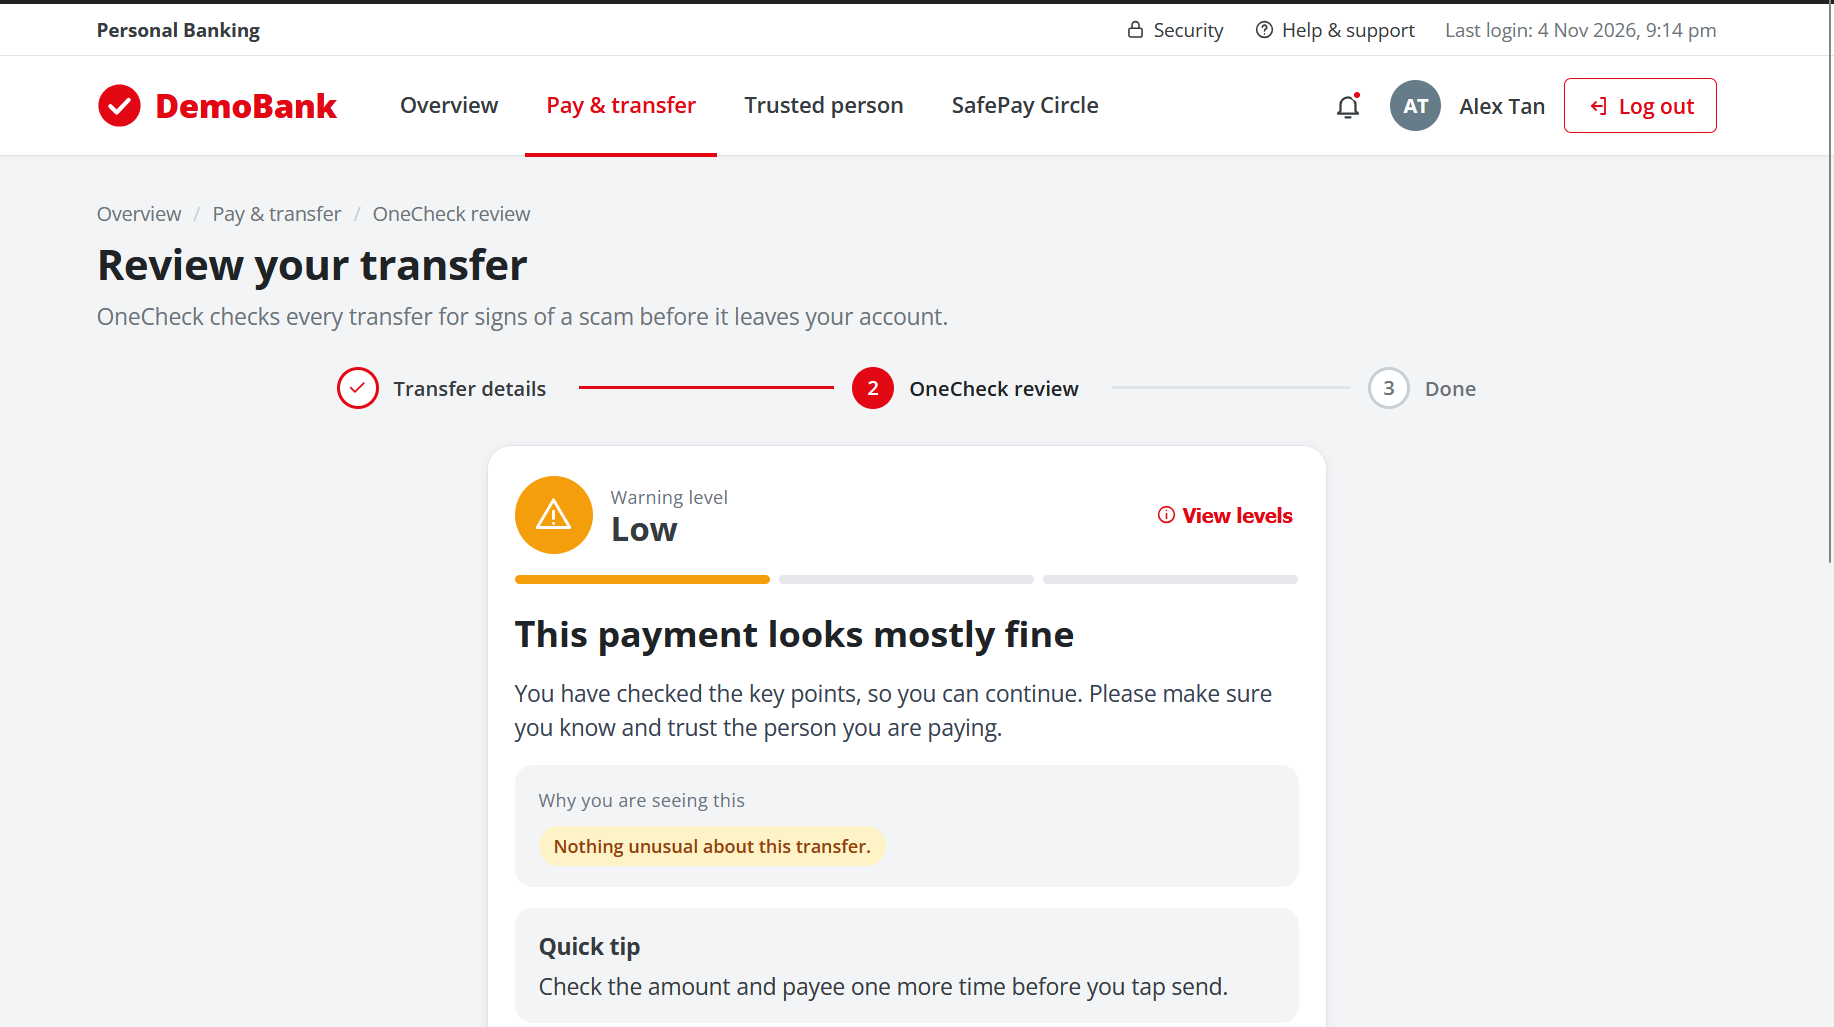 Personal Banking
Security
Help & support
Last login: 4 Nov 2026, 9:14 pm
DemoBank
Overview
Pay & transfer
Trusted person
SafePay Circle
AT
Alex Tan
Log out
Overview / Pay & transfer / OneCheck review
Review your transfer
OneCheck checks every transfer for signs of a scam before it leaves your account.
Transfer details
2
OneCheck review
3
Done
Warning level
Low
View levels
This payment looks mostly fine
You have checked the key points, so you can continue. Please make sure
you know and trust the person you are paying.
Why you are seeing this
Nothing unusual about this transfer.
Quick tip
Check the amount and payee one more time before you tap send.